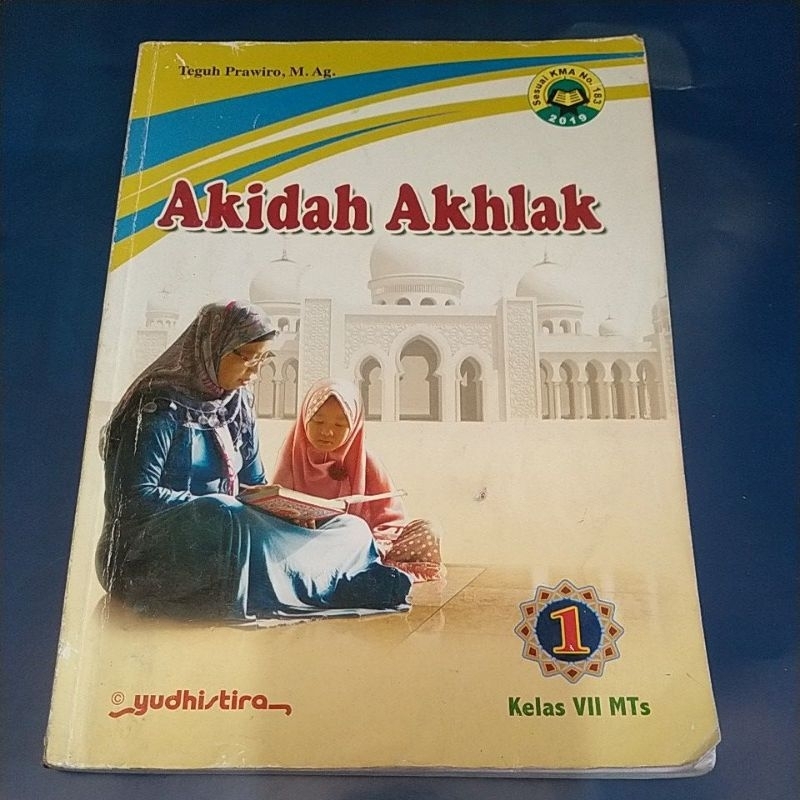 Teguh Prawiro, M. Ag.
Sesuai KMA No. 183
2019
Akidah Akhlak
1
© yudhistira
Kelas VII MTs